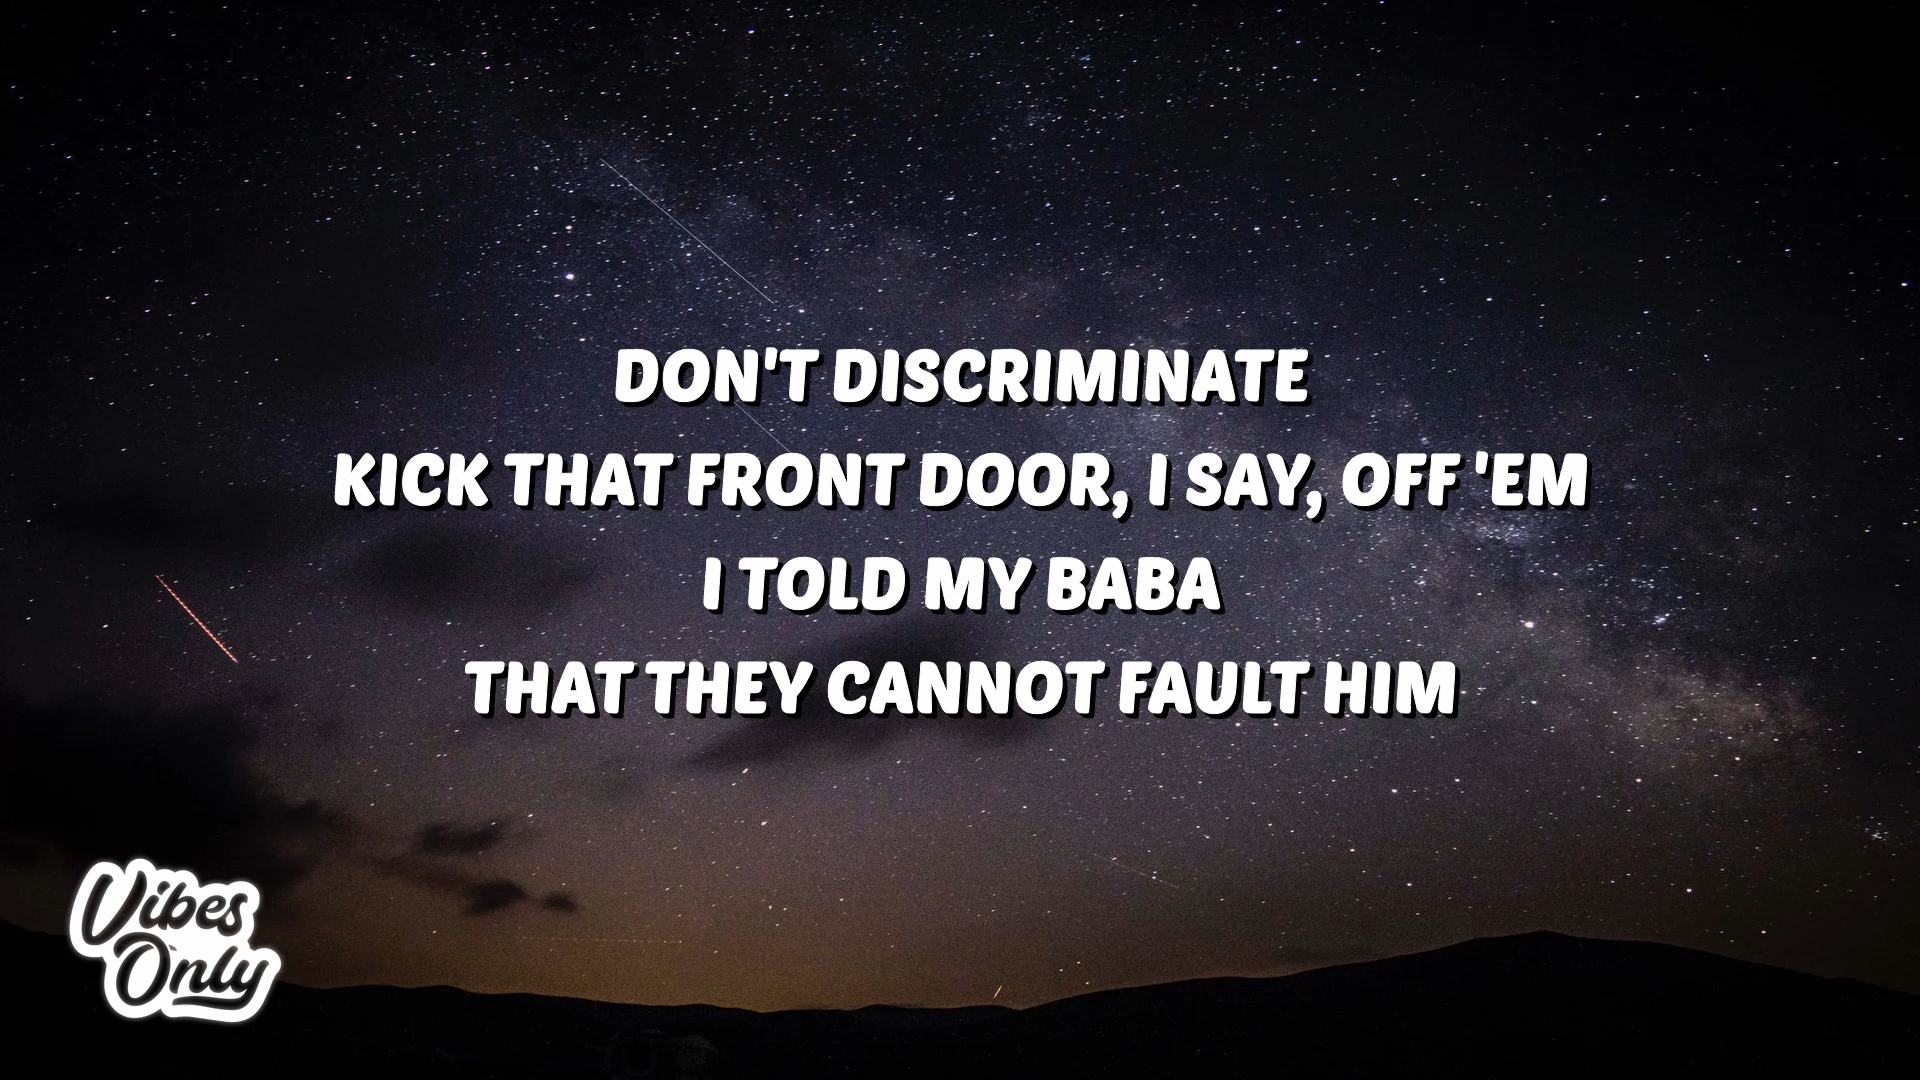 DON'T DISCRIMINATE
KICK THAT FRONT DOOR, I SAY, OFF 'EM
I TOLD MY BABA
THAT THEY CANNOT FAULT HIM
Vibes
Only